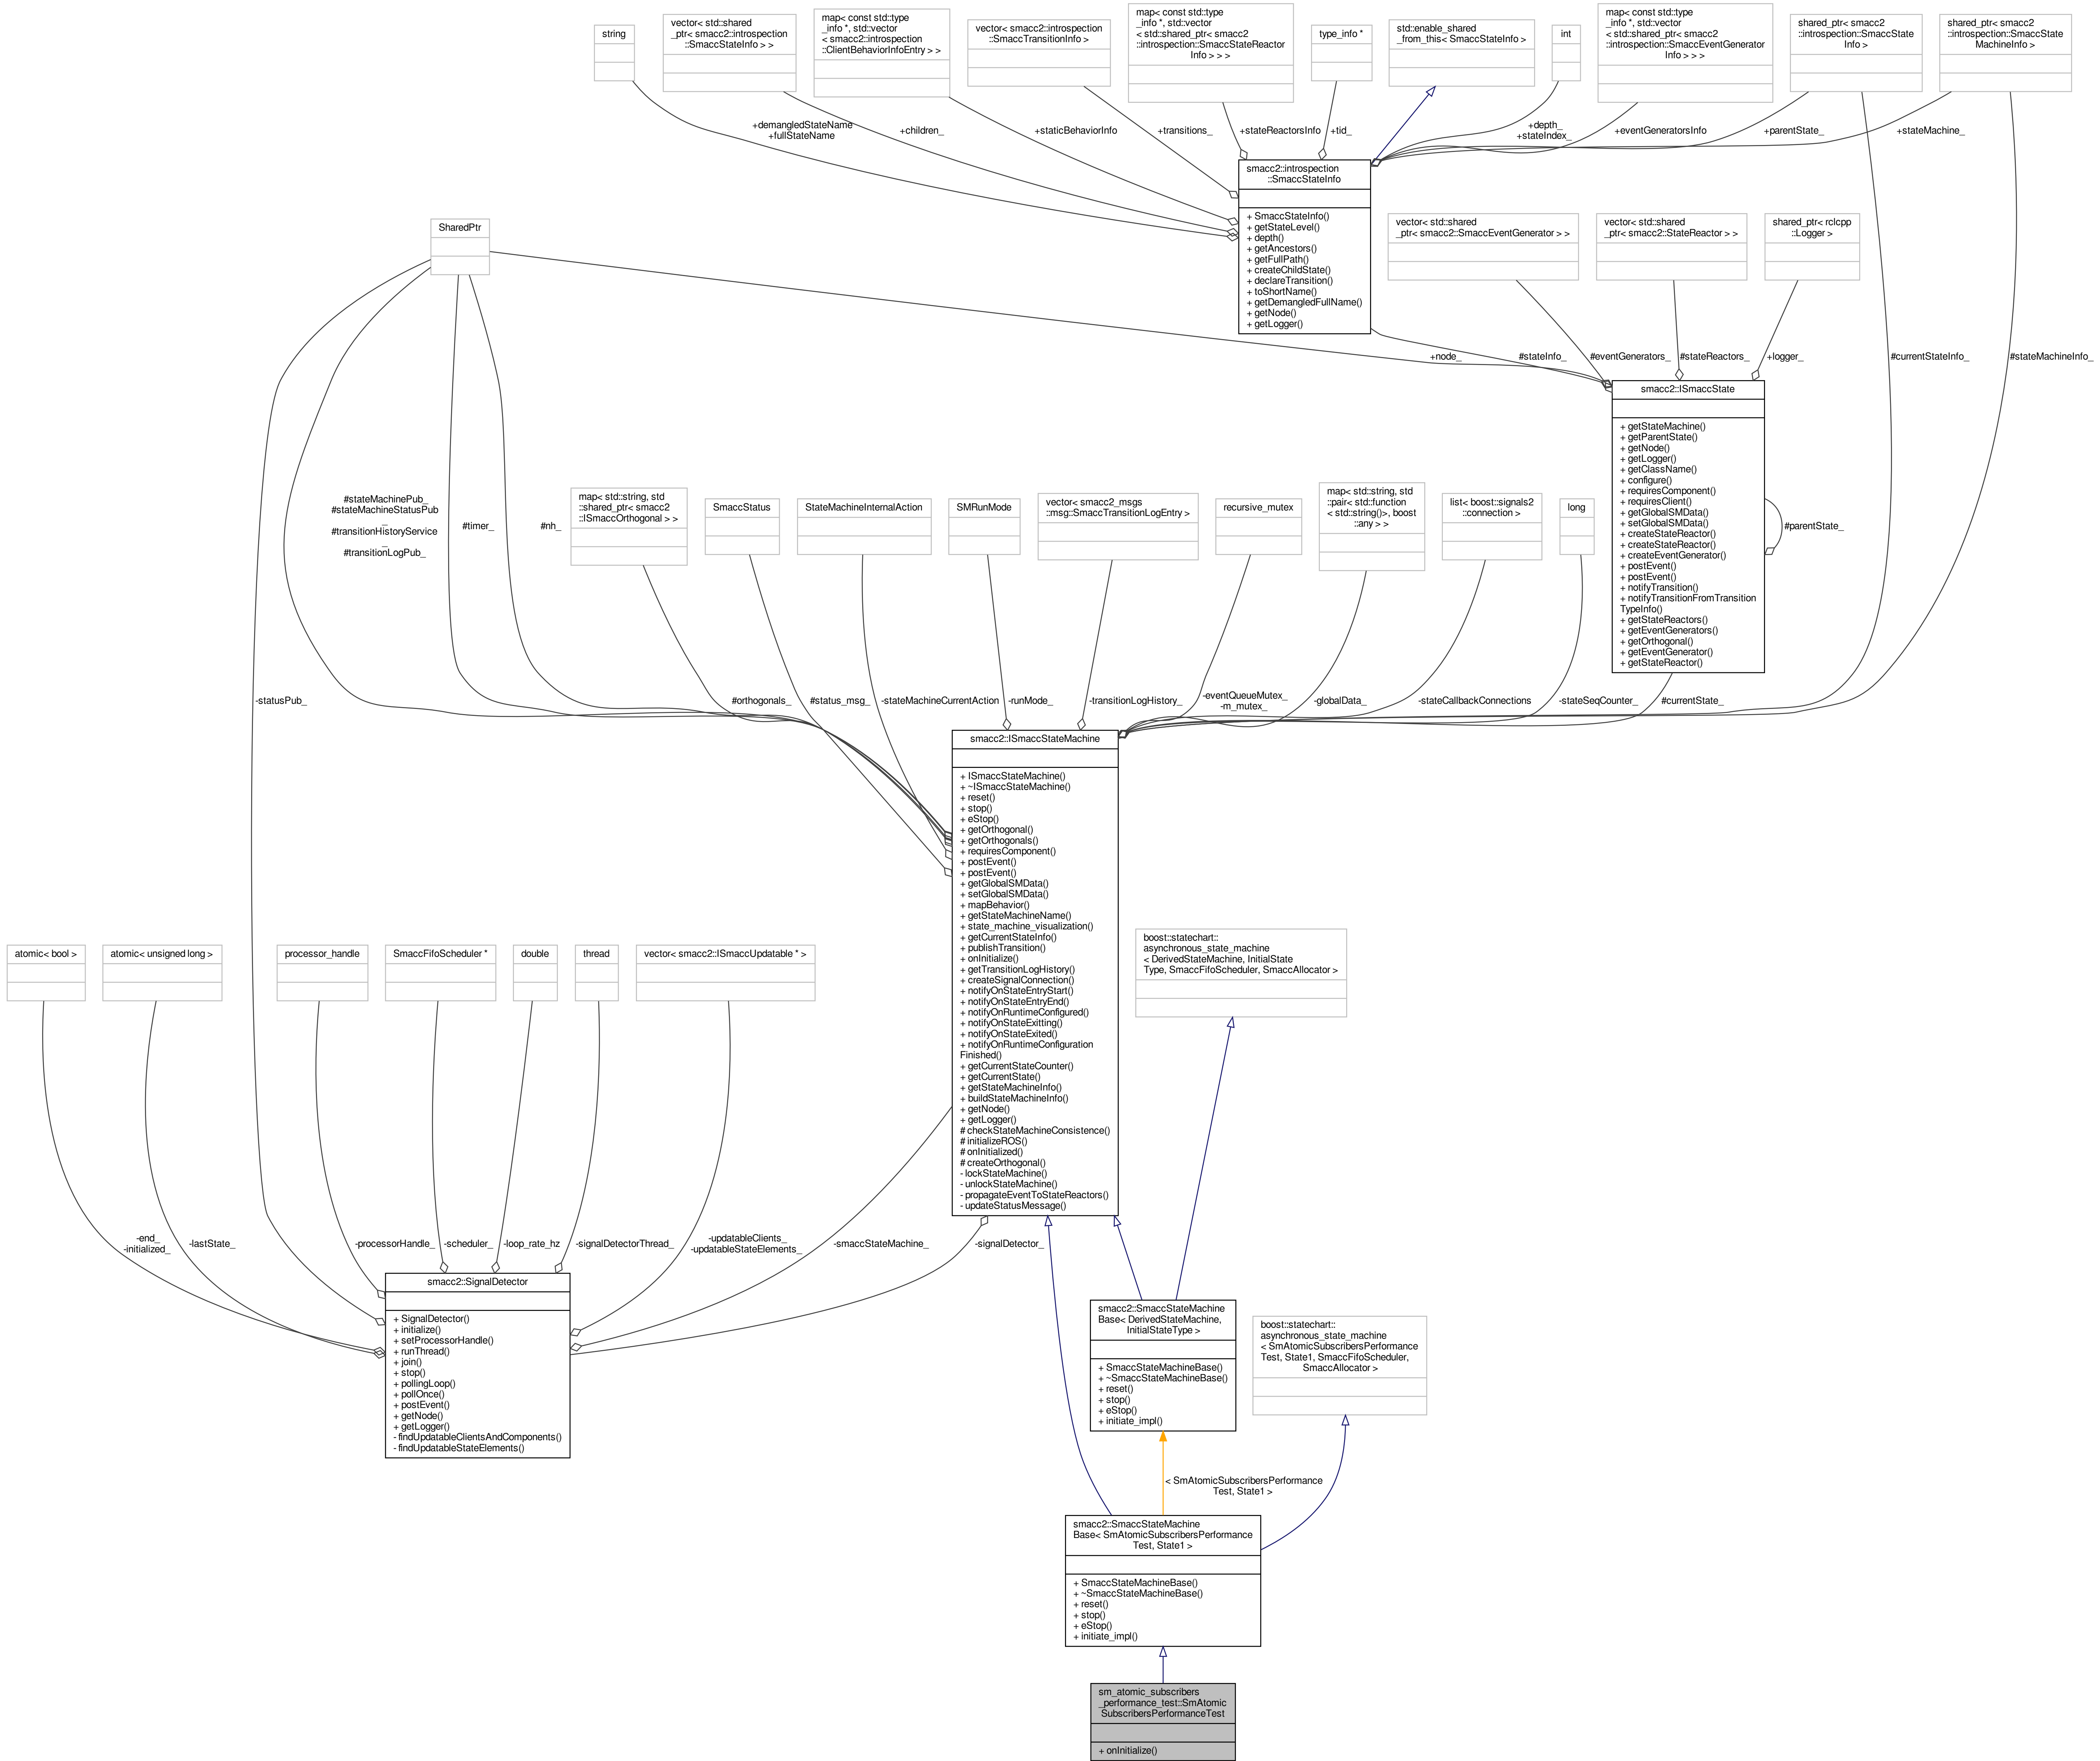 string
vector< std::shared
_ptr< smacc2::introspection
::SmaccStateInfo > >
map< const std::type
_info *, std::vector
< smacc2::introspection
::ClientBehaviorInfoEntry > >
vector< smacc2::introspection
::SmaccTransitionInfo >
map< const std::type
_info *, std::vector
< std::shared_ptr< smacc2
::introspection::SmaccStateReactor
Info > > >
type_info *
std::enable_shared
_from_this< SmaccStateInfo >
int
map< const std::type
_info *, std::vector
< std::shared_ptr< smacc2
::introspection::SmaccEventGenerator
Info > > >
shared_ptr< smacc2
::introspection::SmaccState
Info >
shared_ptr< smacc2
::introspection::SmaccState
MachineInfo >
+demangledStateName
+fullStateName
+children_
+staticBehaviorInfo
+transitions_
+stateReactorsInfo
+tid_
+depth_
+stateIndex_
+eventGeneratorsInfo
+parentState_
+stateMachine_
smacc2::introspection
::SmaccStateInfo
+ SmaccStateInfo()
+ getStateLevel()
+ depth()
+ getAncestors()
+ getFullPath()
+ createChildState()
+ declareTransition()
+ toShortName()
+ getDemangledFullName()
+ getNode()
+ getLogger()
SharedPtr
vector< std::shared
_ptr< smacc2::SmaccEventGenerator > >
vector< std::shared
_ptr< smacc2::StateReactor > >
shared_ptr< rclcpp
::Logger >
+node_
#stateInfo_
#eventGenerators_
#stateReactors_
+logger_
#currentStateInfo_
#stateMachineInfo_
smacc2::ISmaccState
+ getStateMachine()
+ getParentState()
+ getNode()
+ getLogger()
+ getClassName()
+ configure()
+ requiresComponent()
+ requiresClient()
+ getGlobalSMData()
+ setGlobalSMData()
+ createStateReactor()
+ createStateReactor()
+ createEventGenerator()
+ postEvent()
+ postEvent()
+ notifyTransition()
+ notifyTransitionFromTransition
TypeInfo()
+ getStateReactors()
+ getEventGenerators()
+ getOrthogonal()
+ getEventGenerator()
+ getStateReactor()
#parentState_
#stateMachinePub_
#stateMachineStatusPub
_
#transitionHistoryService
_
#transitionLogPub_
#timer_
#nh_
map< std::string, std
::shared_ptr< smacc2
::ISmaccOrthogonal > >
SmaccStatus
StateMachineInternalAction
SMRunMode
vector< smacc2_msgs
::msg::SmaccTransitionLogEntry >
recursive_mutex
map< std::string, std
::pair< std::function
< std::string()>, boost
::any > >
list< boost::signals2
::connection >
long
-statusPub_
#orthogonals_
#status_msg_
-stateMachineCurrentAction
-runMode_
-transitionLogHistory_
-eventQueueMutex_
-m_mutex_
-globalData_
-stateCallbackConnections
-stateSeqCounter_
#currentState_
smacc2::ISmaccStateMachine
+ ISmaccStateMachine()
+ ~ISmaccStateMachine()
+ reset()
+ stop()
+ eStop()
+ getOrthogonal()
+ getOrthogonals()
+ requiresComponent()
+ postEvent()
+ postEvent()
+ getGlobalSMData()
+ setGlobalSMData()
+ mapBehavior()
+ getStateMachineName()
+ state_machine_visualization()
+ getCurrentStateInfo()
+ publishTransition()
+ onInitialize()
+ getTransitionLogHistory()
+ createSignalConnection()
+ notifyOnStateEntryStart()
+ notifyOnStateEntryEnd()
+ notifyOnRuntimeConfigured()
+ notifyOnStateExitting()
+ notifyOnStateExited()
+ notifyOnRuntimeConfiguration
Finished()
+ getCurrentStateCounter()
+ getCurrentState()
+ getStateMachineInfo()
+ buildStateMachineInfo()
+ getNode()
+ getLogger()
# checkStateMachineConsistence()
# initializeROS()
# onInitialized()
# createOrthogonal()
- lockStateMachine()
- unlockStateMachine()
- propagateEventToStateReactors()
- updateStatusMessage()
atomic< bool >
atomic< unsigned long >
processor_handle
SmaccFifoScheduler *
double
thread
vector< smacc2::ISmaccUpdatable * >
boost::statechart::
asynchronous_state_machine
< DerivedStateMachine, InitialState
Type, SmaccFifoScheduler, SmaccAllocator >
-end_
-initialized_
-lastState_
-processorHandle_
-scheduler_
-loop_rate_hz
-signalDetectorThread_
-updatableClients_
-updatableStateElements_
-smaccStateMachine_
-signalDetector_
smacc2::SignalDetector
+ SignalDetector()
+ initialize()
+ setProcessorHandle()
+ runThread()
+ join()
+ stop()
+ pollingLoop()
+ pollOnce()
+ postEvent()
+ getNode()
+ getLogger()
- findUpdatableClientsAndComponents()
- findUpdatableStateElements()
smacc2::SmaccStateMachine
Base< DerivedStateMachine,
InitialStateType >
+ SmaccStateMachineBase()
+ ~SmaccStateMachineBase()
+ reset()
+ stop()
+ eStop()
+ initiate_impl()
boost::statechart::
asynchronous_state_machine
< SmAtomicSubscribersPerformance
Test, State1, SmaccFifoScheduler,
SmaccAllocator >
< SmAtomicSubscribersPerformance
Test, State1 >
smacc2::SmaccStateMachine
Base< SmAtomicSubscribersPerformance
Test, State1 >
+ SmaccStateMachineBase()
+ ~SmaccStateMachineBase()
+ reset()
+ stop()
+ eStop()
+ initiate_impl()
sm_atomic_subscribers
_performance_test::SmAtomic
SubscribersPerformanceTest
+ onInitialize()